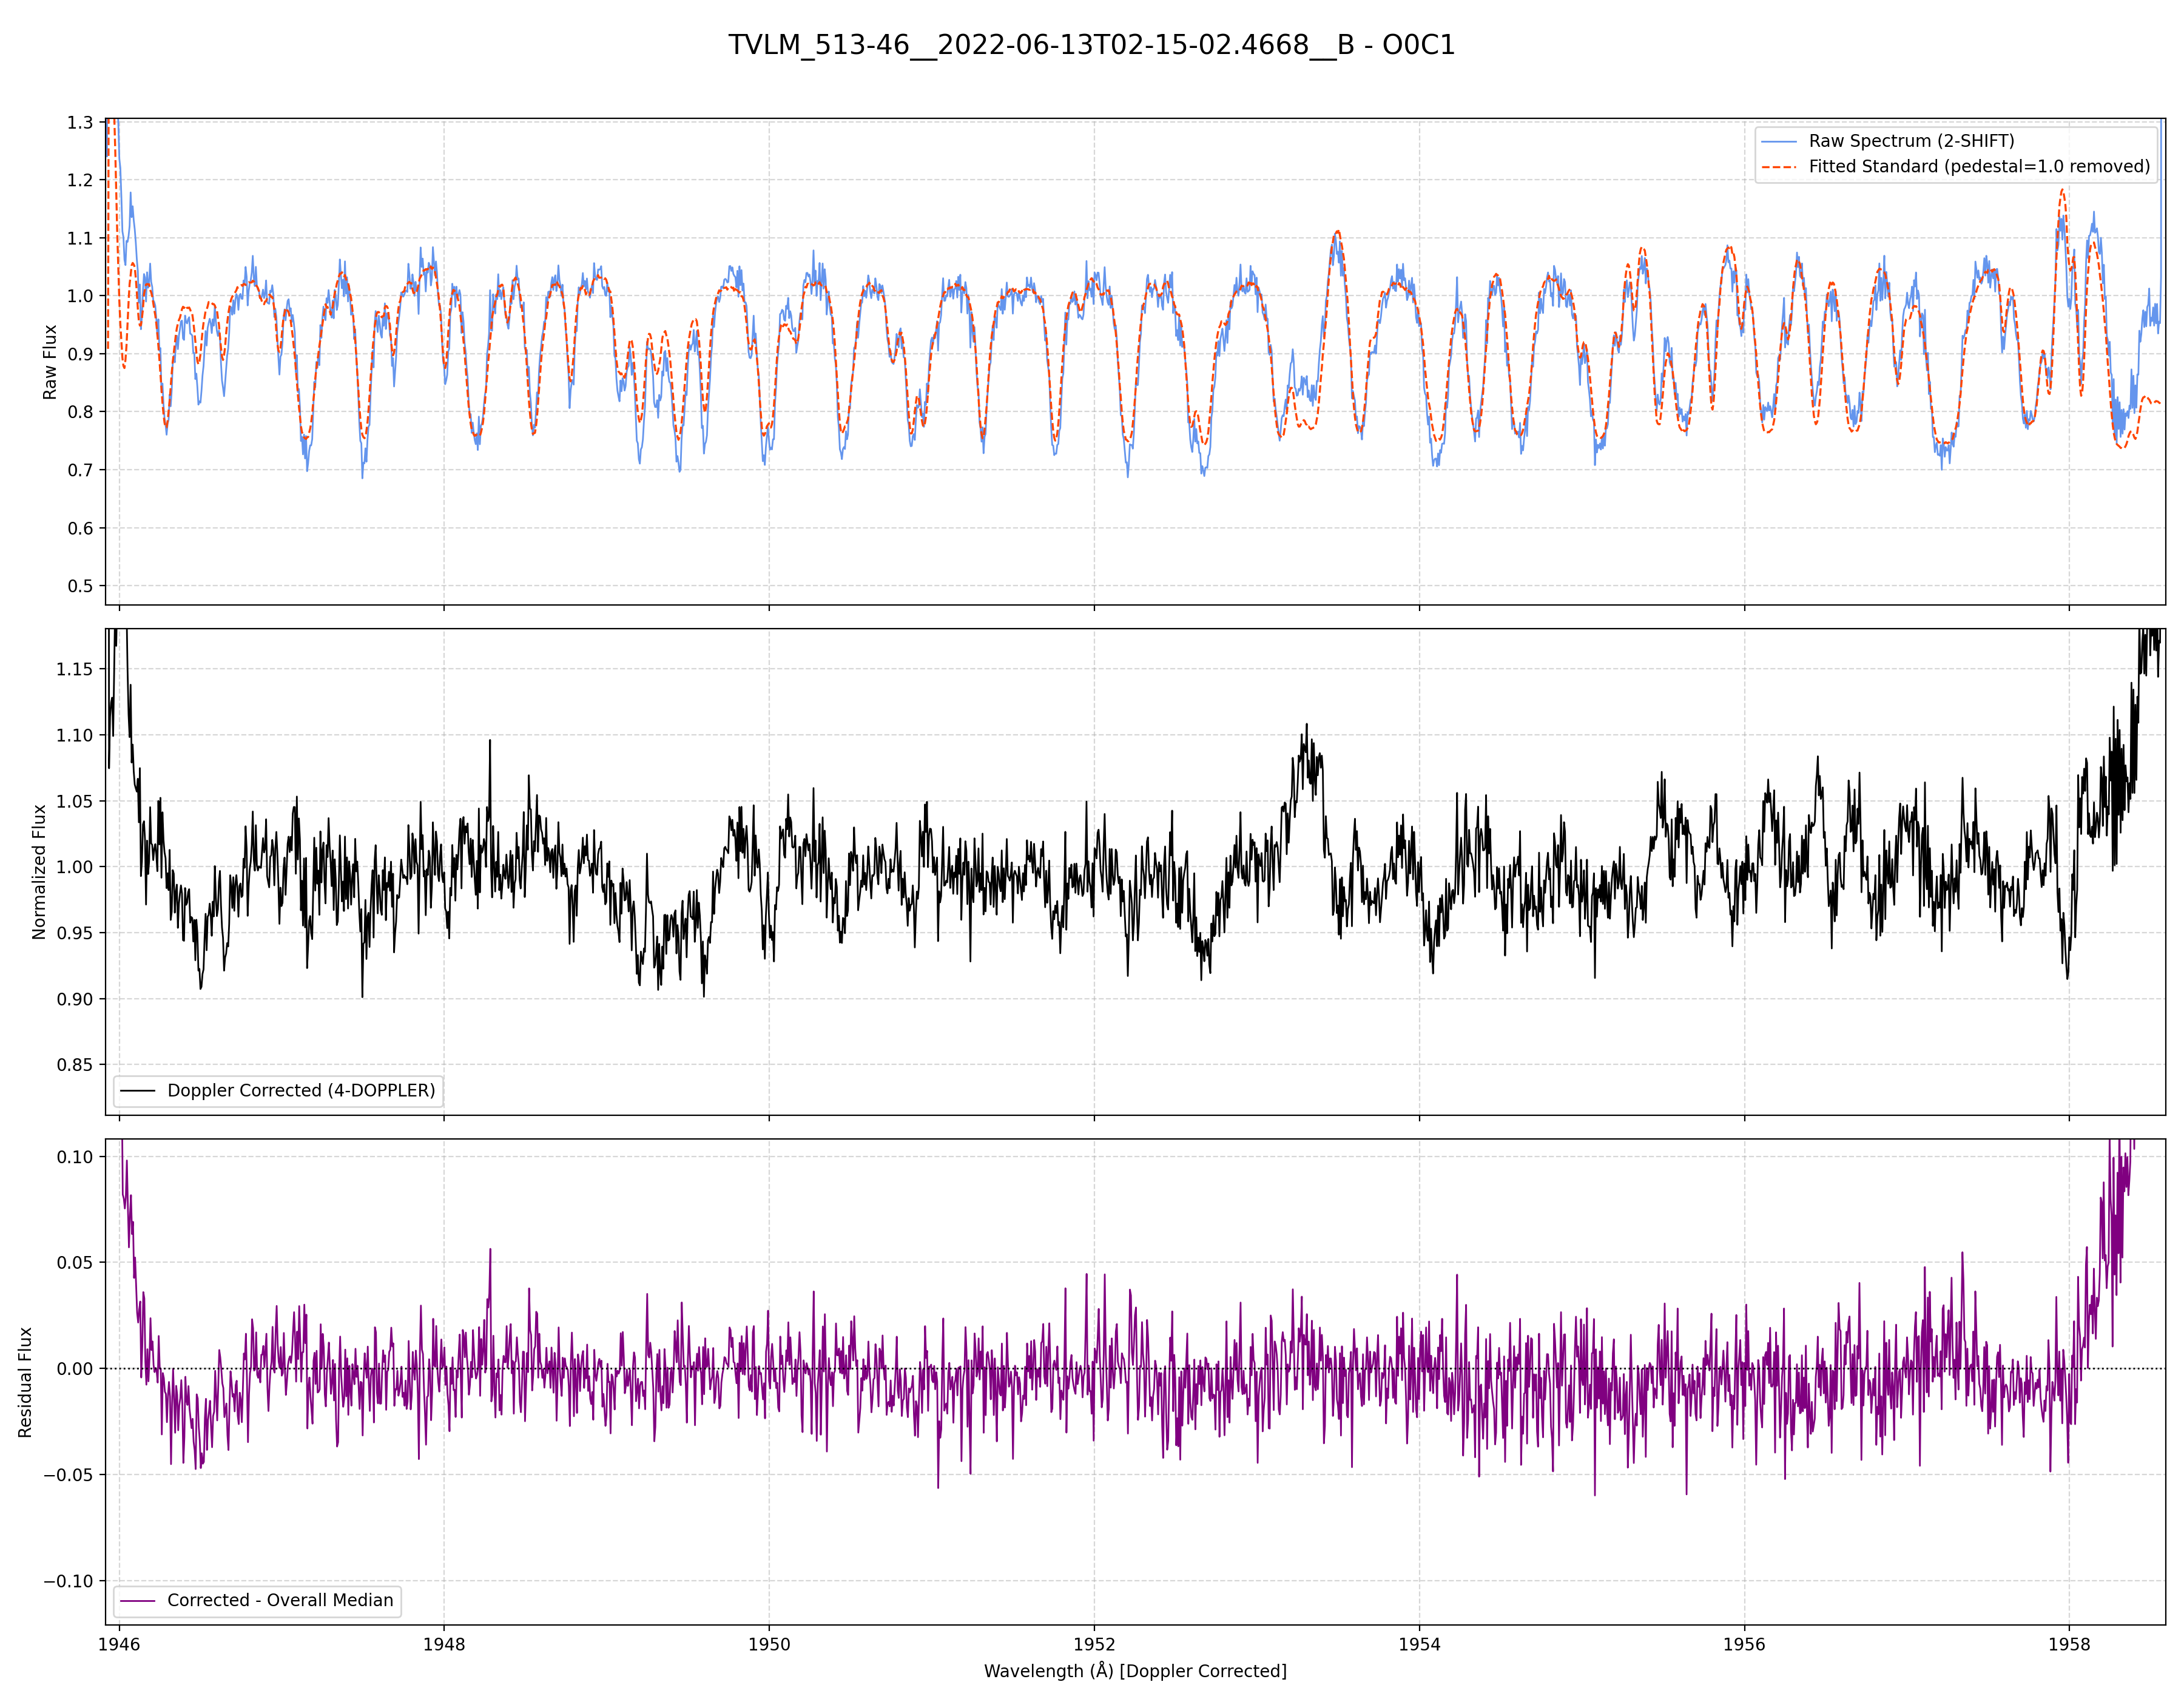 TVLM_513-46__2022-06-13T02-15-02.4668__B - O0C1
1.3
1.2
1.1
1.0
0.9
0.8
0.7
0.6
0.5
Raw Flux
Raw Spectrum (2-SHIFT)
Fitted Standard (pedestal=1.0 removed)
1.15
1.10
1.05
1.00
0.95
0.90
0.85
Normalized Flux
Doppler Corrected (4-DOPPLER)
0.10
0.05
0.00
−0.05
−0.10
Residual Flux
Corrected - Overall Median
1946 1948 1950 1952 1954 1956 1958
Wavelength (Å) [Doppler Corrected]